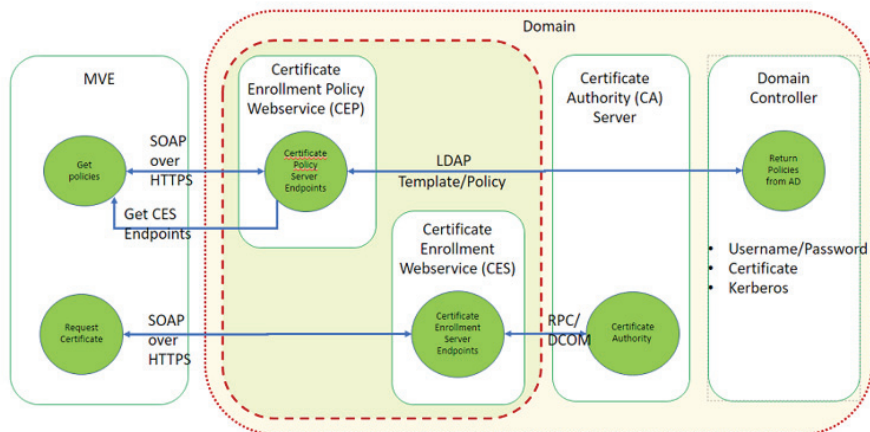 Domain
MVE
Certificate
Enrollment Policy
Webservice (CEP)
Certificate
Authority (CA)
Server
Domain
Controller
Get
policies
SOAP
over
HTTPS
Certificate
Policy
Server
Endpoints
LDAP
Template/Policy
Return
Policies
from AD
Get CES
Endpoints
Certificate
Enrollment
Webservice (CES)
• Username/Password
• Certificate
• Kerberos
Request
Certificate
SOAP
over
HTTPS
Certificate
Enrollment
Server
Endpoints
RPC/
DCOM
Certificate
Authority